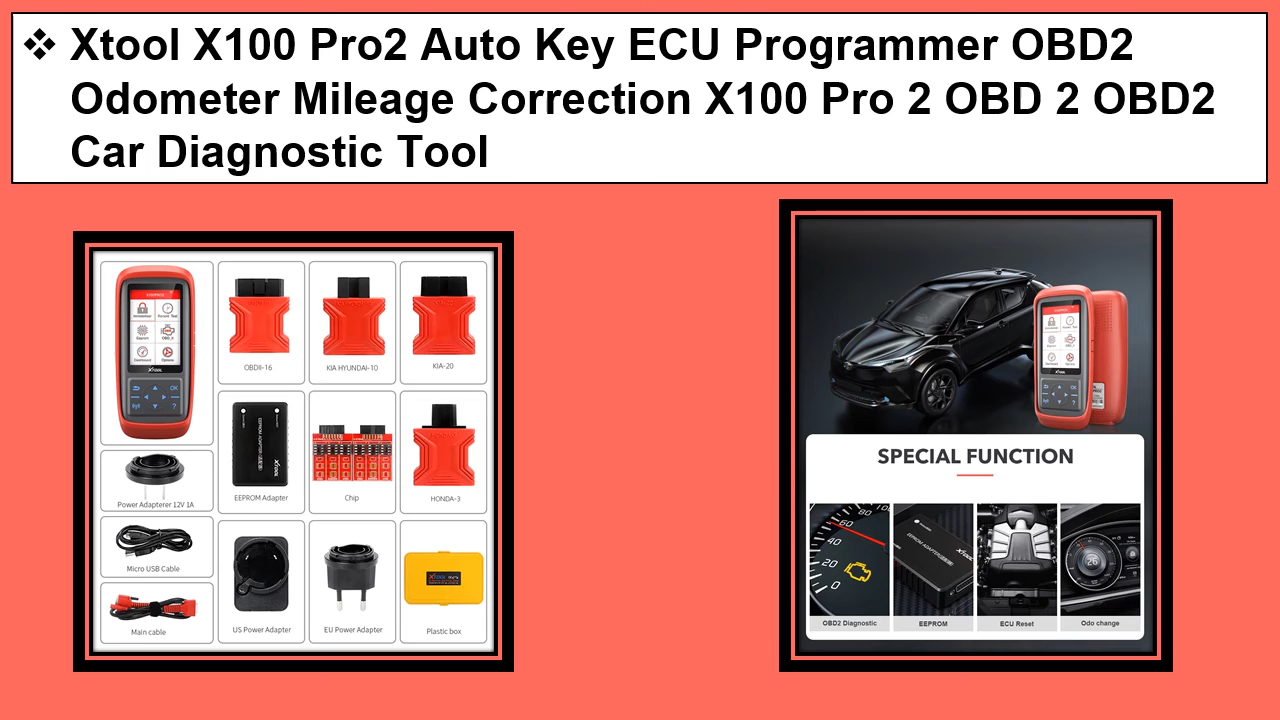 ❖ Xtool X100 Pro2 Auto Key ECU Programmer OBD2
Odometer Mileage Correction X100 Pro 2 OBD 2 OBD2
Car Diagnostic Tool
XTOOL
OBDII-16
KIA HYUNDAI-10
KIA-20
Power Adapterer 12V 1A
EEPROM Adapter
Chip
HONDA-3
Micro USB Cable
Main cable
US Power Adapter
EU Power Adapter
Plastic box
SPECIAL FUNCTION
OBD2 Diagnostic
EEPROM
ECU Reset
Odo change